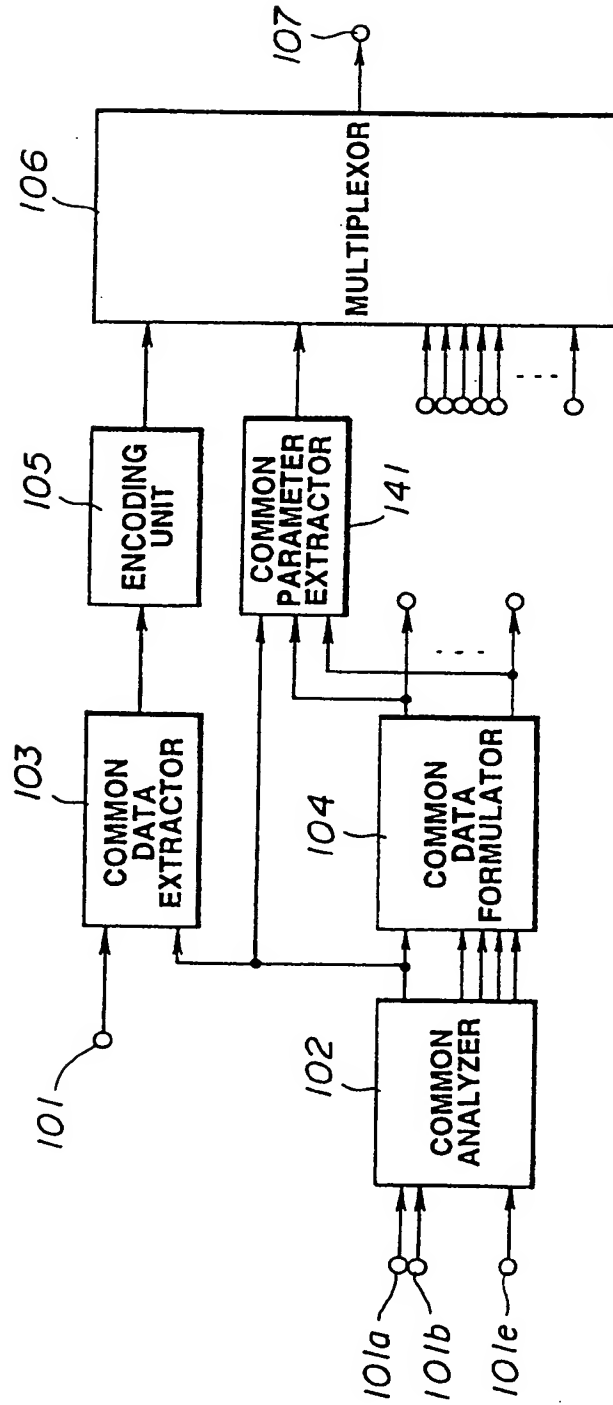 101
103
COMMON
DATA
EXTRACTOR
105
ENCODING
UNIT
106
MULTIPLEXOR
107
COMMON
PARAMETER
EXTRACTOR
141
101a
101b
101e
102
COMMON
ANALYZER
104
COMMON
DATA
FORMULATOR